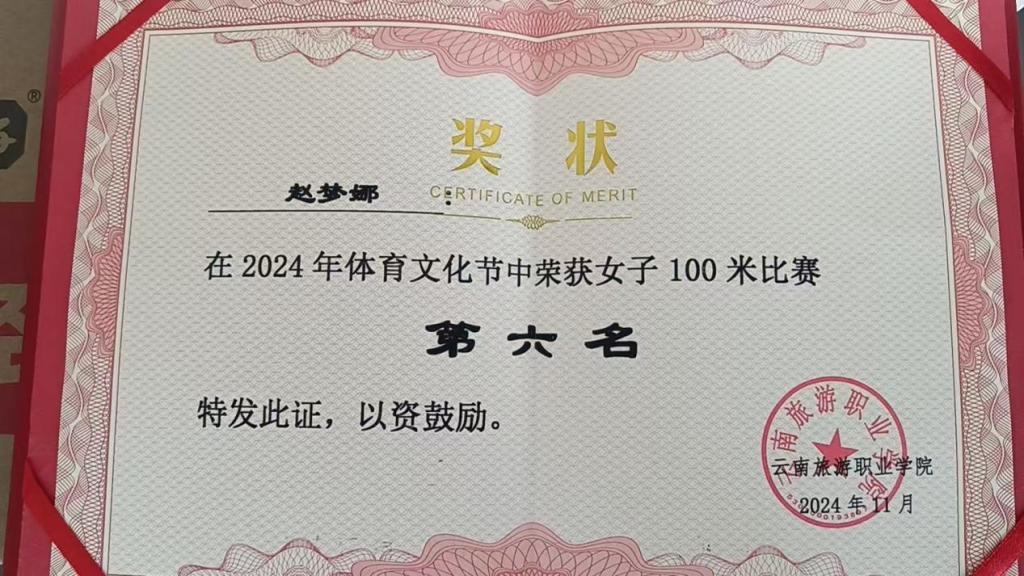 奖状
CERTIFICATE OF MERIT
赵梦娜：
在2024年体育文化节中荣获女子100米比赛
第六名
特发此证，以资鼓励。
云南旅游职业学院
云南旅游职业学院
2024年11月
®